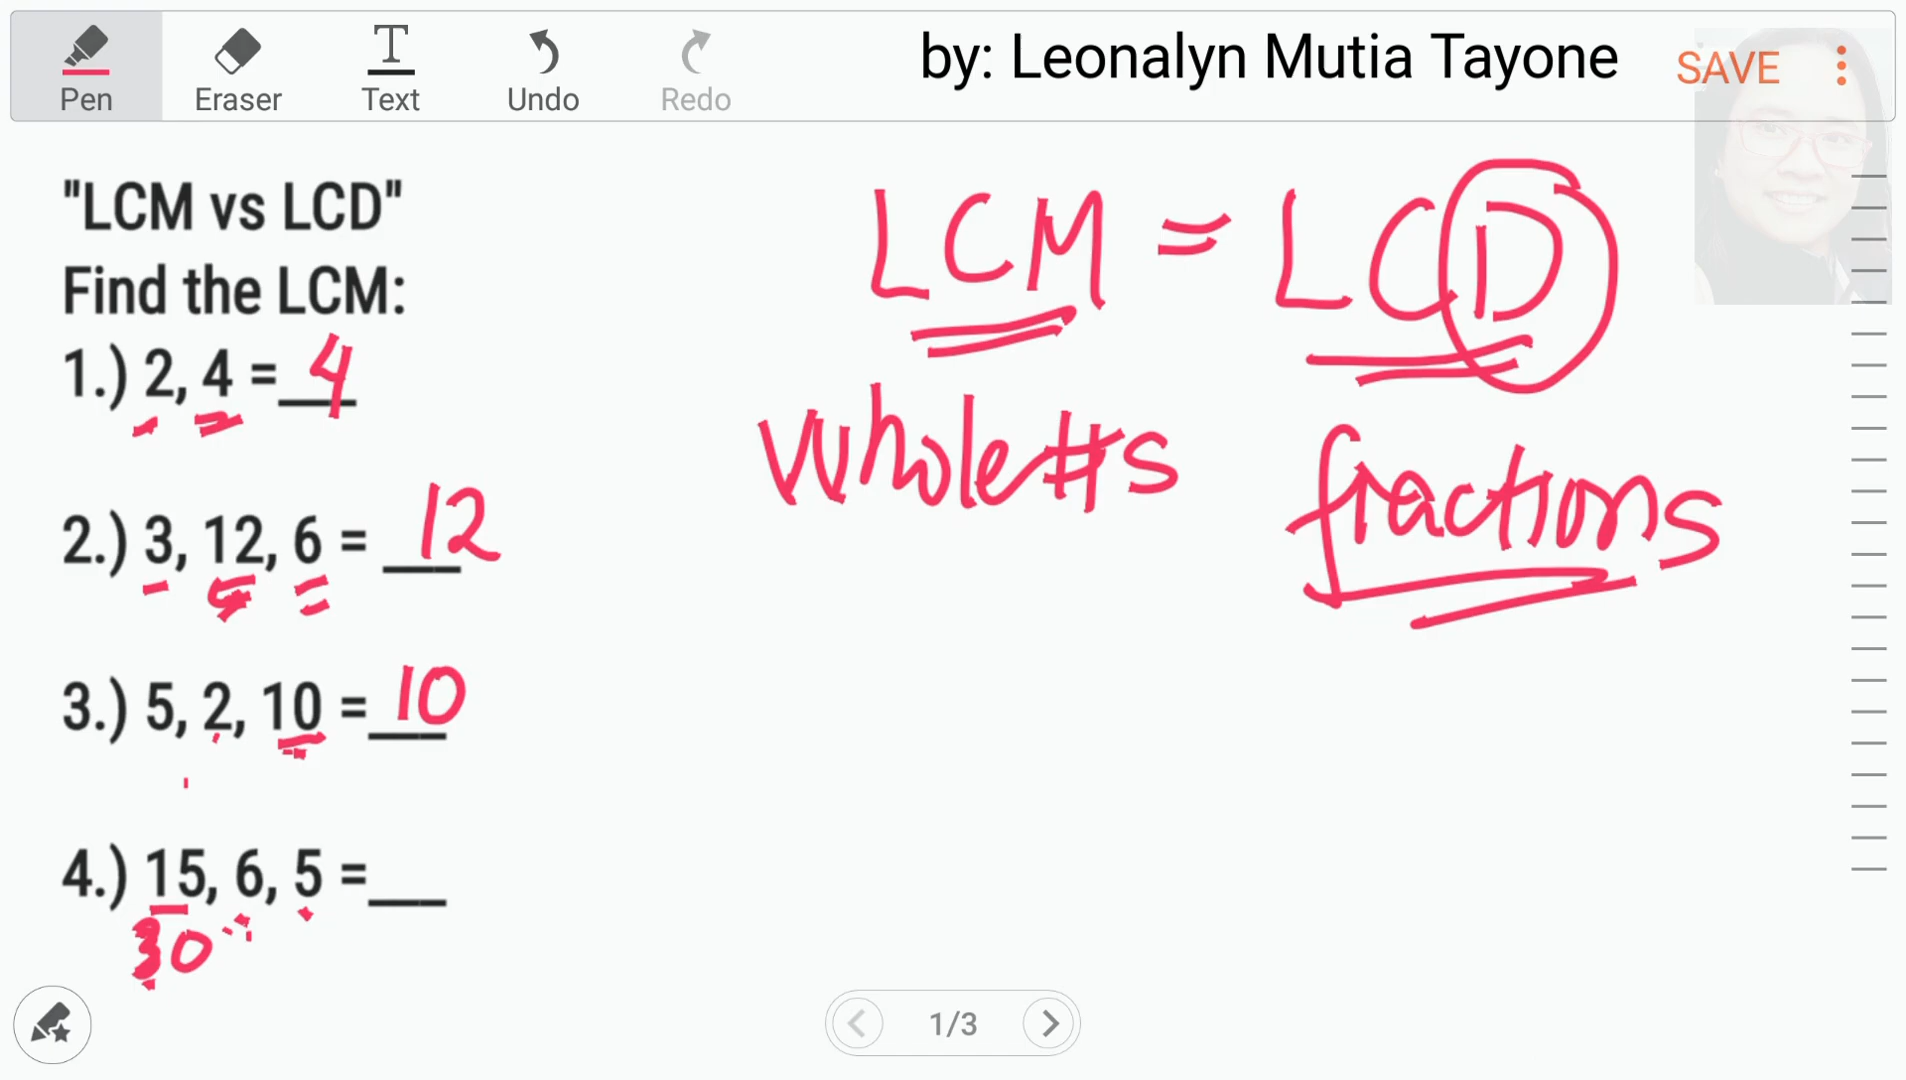 Pen Eraser Text Undo Redo
by: Leonalyn Mutia Tayone
SAVE
"LCM vs LCD"
Find the LCM:
1.) 2, 4 = 4
2.) 3, 12, 6 = 12
3.) 5, 2, 10 = 10
4.) 15, 6, 5 =___
30
LCM = LCD
Whole #s
fractions
1/3